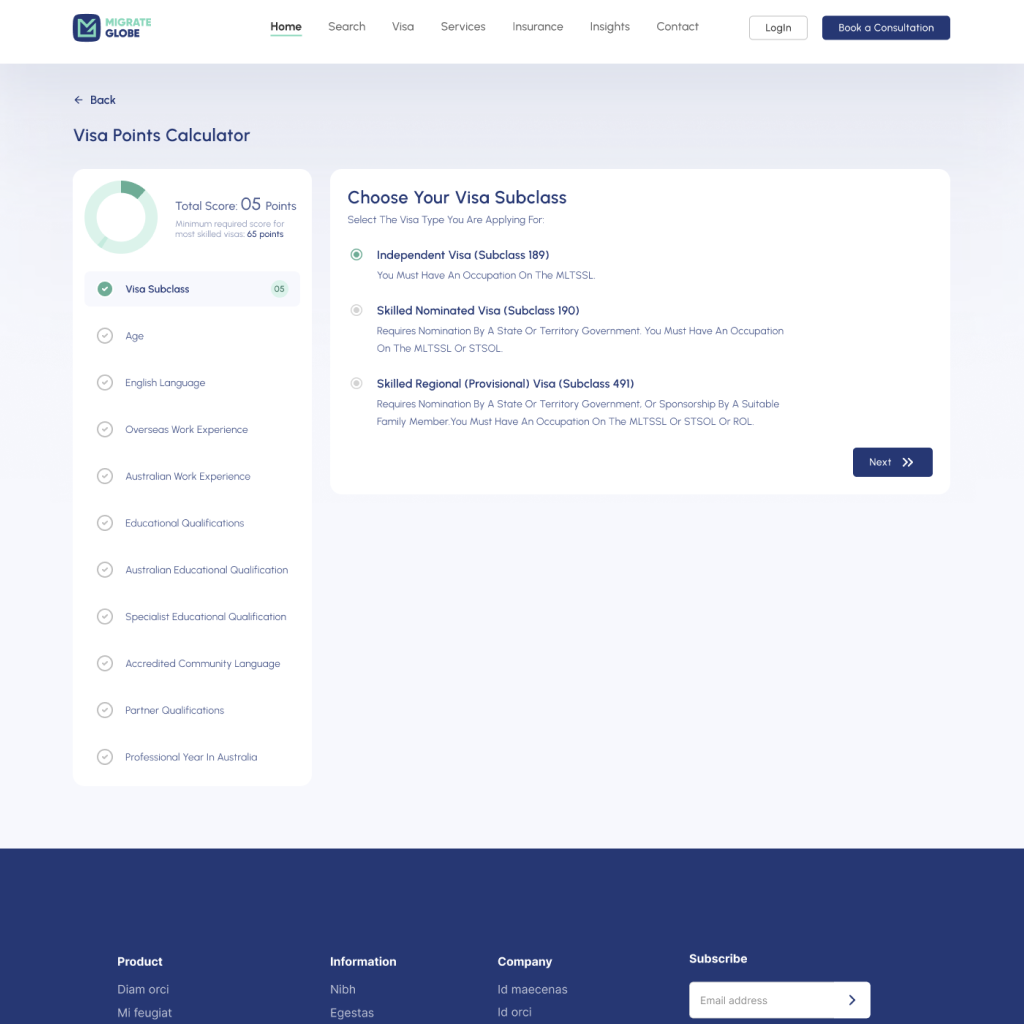 MIGRATE
GLOBE
Home Search Visa Services Insurance Insights Contact LogIn Book a Consultation
Back
Visa Points Calculator
Total Score: 05 Points
Minimum required score for
most skilled visas: 65 points
Visa Subclass 05
Age
English Language
Overseas Work Experience
Australian Work Experience
Educational Qualifications
Australian Educational Qualification
Specialist Educational Qualification
Accredited Community Language
Partner Qualifications
Professional Year In Australia
Choose Your Visa Subclass
Select The Visa Type You Are Applying For:
Independent Visa (Subclass 189)
You Must Have An Occupation On The MLTSSL.
Skilled Nominated Visa (Subclass 190)
Requires Nomination By A State Or Territory Government. You Must Have An Occupation
On The MLTSSL Or STSOL.
Skilled Regional (Provisional) Visa (Subclass 491)
Requires Nomination By A State Or Territory Government, Or Sponsorship By A Suitable
Family Member.You Must Have An Occupation On The MLTSSL Or STSOL Or ROL.
Next
Product
Diam orci
Mi feugiat
Information
Nibh
Egestas
Company
Id maecenas
Id orci
Subscribe
Email address